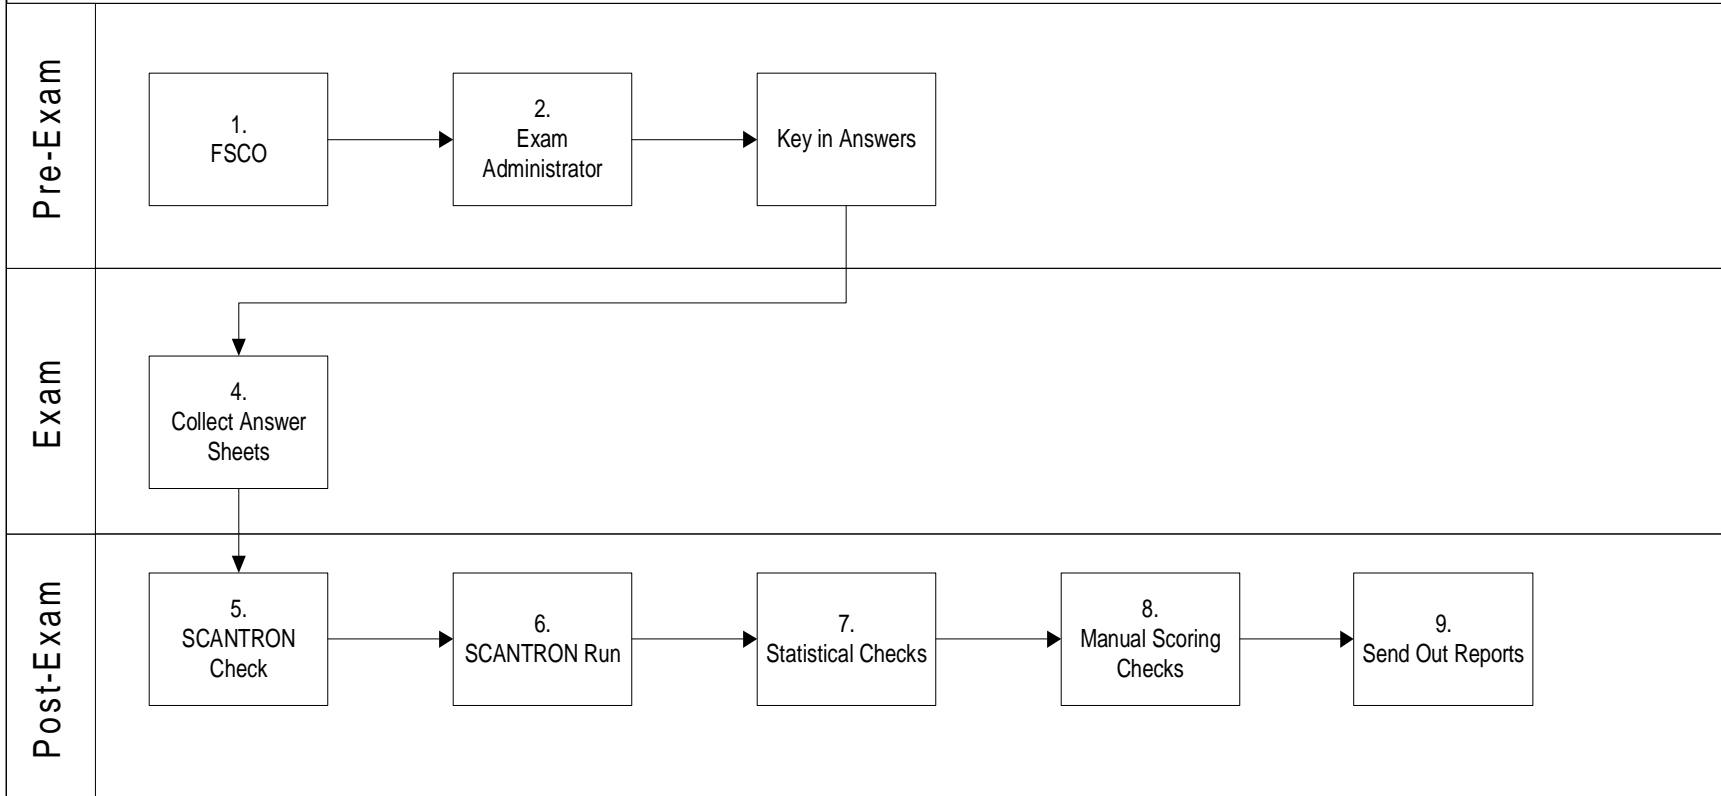 Pre-Exam
1.
FSCO
2.
Exam
Administrator
Key in Answers
Exam
4.
Collect Answer
Sheets
Post-Exam
5.
SCANTRON
Check
6.
SCANTRON Run
7.
Statistical Checks
8.
Manual Scoring
Checks
9.
Send Out Reports